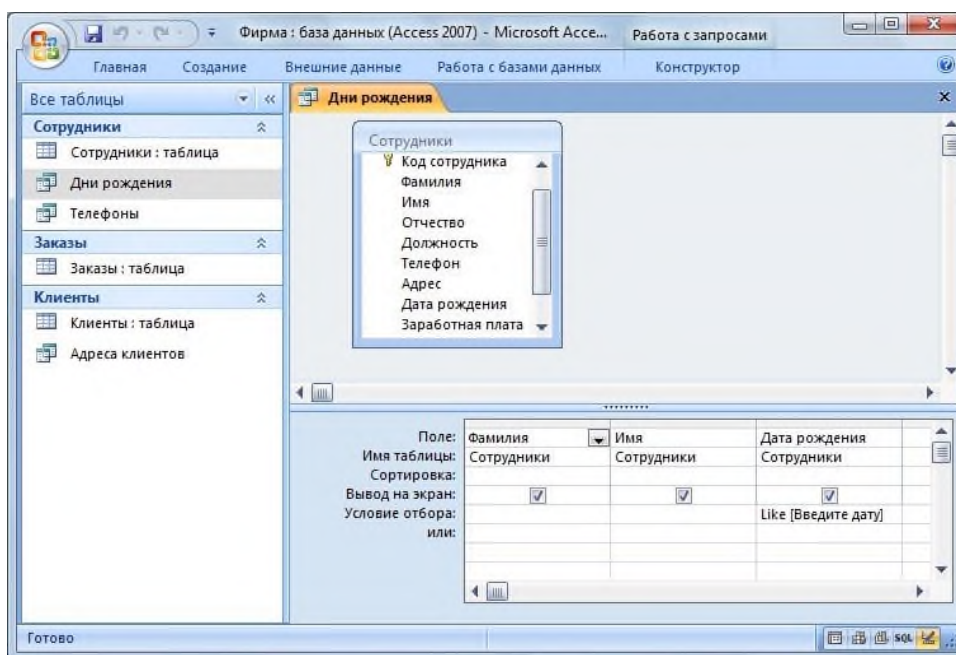 Фирма : база данных (Access 2007) - Microsoft Acce...
Работа с запросами
Главная Создание Внешние данные Работа с базами данных Конструктор
Все таблицы
Дни рождения
Сотрудники
Сотрудники : таблица
Дни рождения
Телефоны
Заказы
Заказы : таблица
Клиенты
Клиенты : таблица
Адреса клиентов
Сотрудники
Код сотрудника
Фамилия
Имя
Отчество
Должность
Телефон
Адрес
Дата рождения
Заработная плата
Поле: Фамилия Имя Дата рождения
Имя таблицы: Сотрудники Сотрудники Сотрудники
Сортировка:
Вывод на экран:
Условие отбора: Like [Введите дату]
или:
Готово
SQL